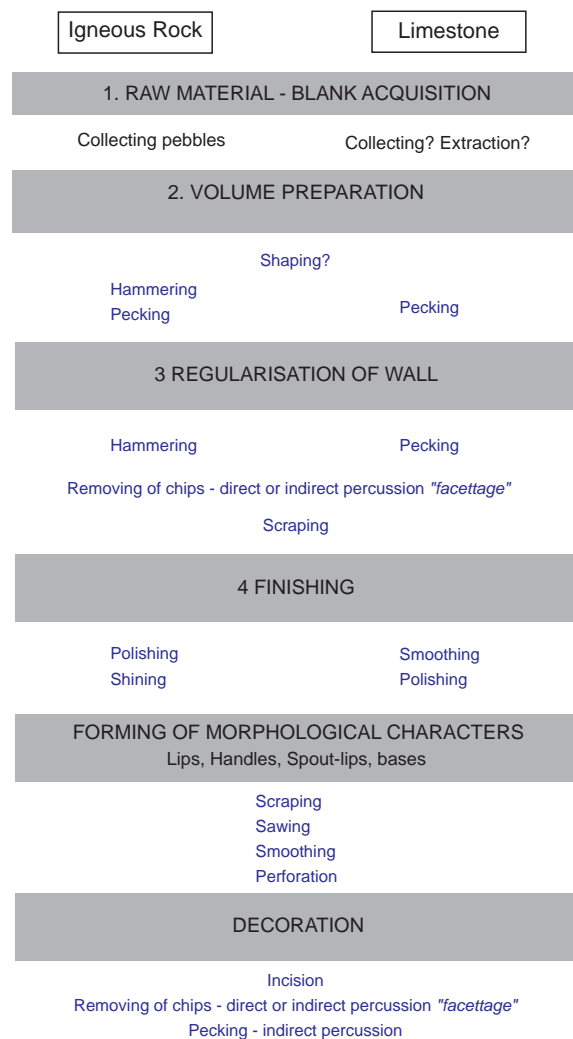 Igneous Rock
Limestone
1. RAW MATERIAL - BLANK ACQUISITION
Collecting pebbles
Collecting? Extraction?
2. VOLUME PREPARATION
Shaping?
Hammering
Pecking
Pecking
3 REGULARISATION OF WALL
Hammering
Pecking
Removing of chips - direct or indirect percussion "facettage"
Scraping
4 FINISHING
Polishing
Shining
Smoothing
Polishing
FORMING OF MORPHOLOGICAL CHARACTERS
Lips, Handles, Spout-lips, bases
Scraping
Sawing
Smoothing
Perforation
DECORATION
Incision
Removing of chips - direct or indirect percussion "facettage"
Pecking - indirect percussion